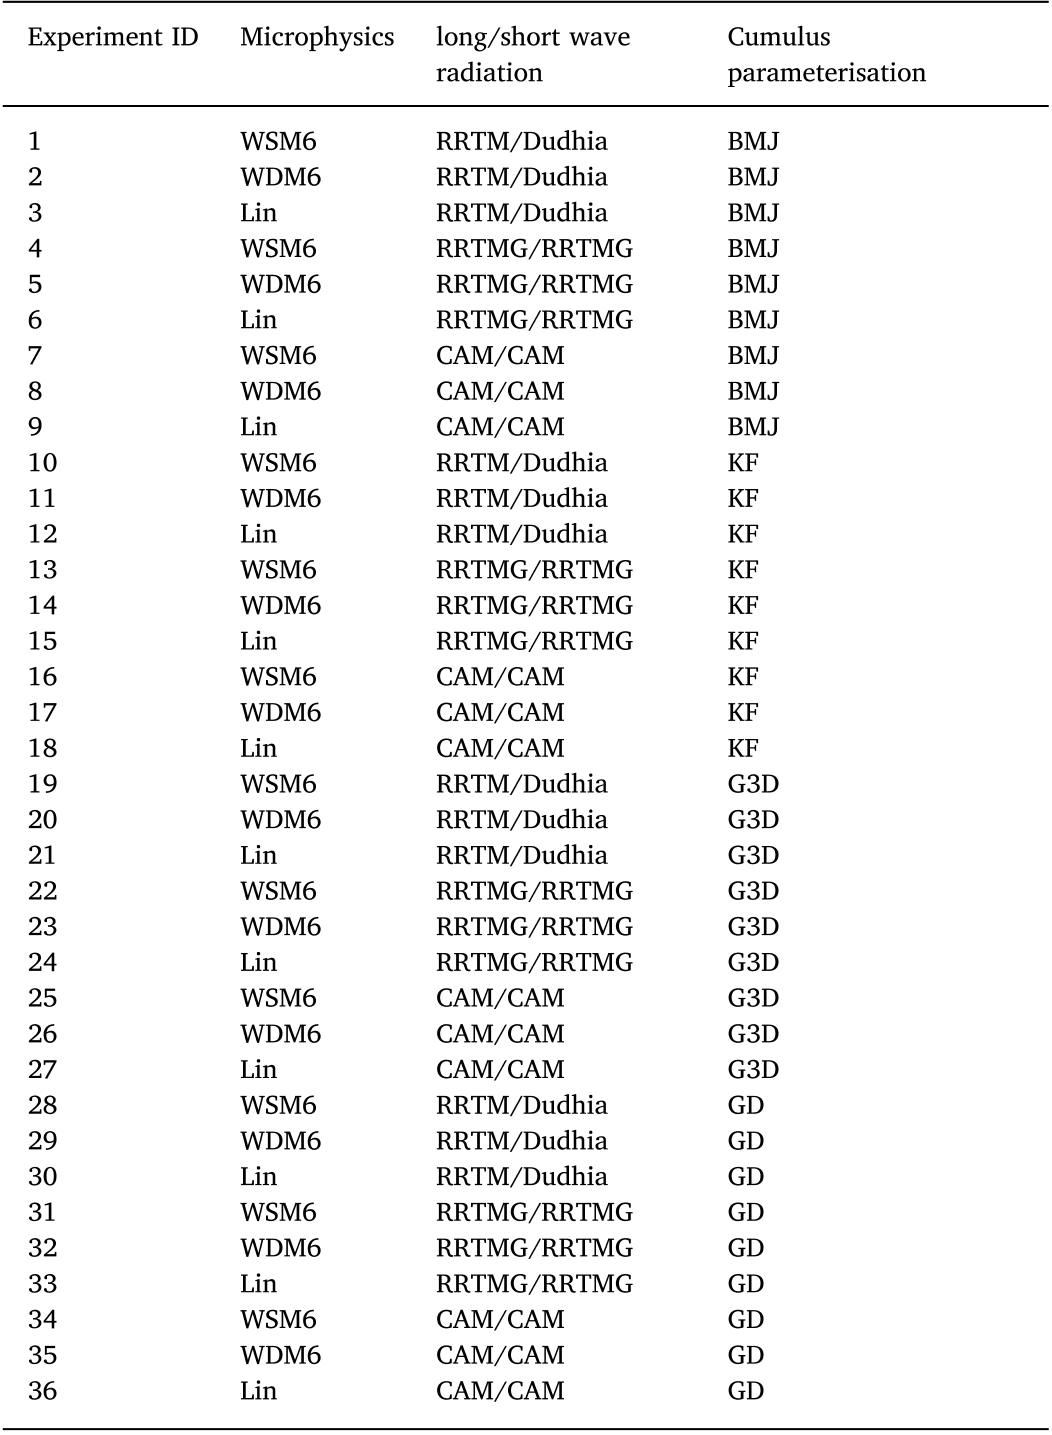 Experiment ID Microphysics long/short wave radiation Cumulus parameterisation
1 WSM6 RRTM/Dudhia BMJ
2 WDM6 RRTM/Dudhia BMJ
3 Lin RRTM/Dudhia BMJ
4 WSM6 RRTMG/RRTMG BMJ
5 WDM6 RRTMG/RRTMG BMJ
6 Lin RRTMG/RRTMG BMJ
7 WSM6 CAM/CAM BMJ
8 WDM6 CAM/CAM BMJ
9 Lin CAM/CAM BMJ
10 WSM6 RRTM/Dudhia KF
11 WDM6 RRTM/Dudhia KF
12 Lin RRTM/Dudhia KF
13 WSM6 RRTMG/RRTMG KF
14 WDM6 RRTMG/RRTMG KF
15 Lin RRTMG/RRTMG KF
16 WSM6 CAM/CAM KF
17 WDM6 CAM/CAM KF
18 Lin CAM/CAM KF
19 WSM6 RRTM/Dudhia G3D
20 WDM6 RRTM/Dudhia G3D
21 Lin RRTM/Dudhia G3D
22 WSM6 RRTMG/RRTMG G3D
23 WDM6 RRTMG/RRTMG G3D
24 Lin RRTMG/RRTMG G3D
25 WSM6 CAM/CAM G3D
26 WDM6 CAM/CAM G3D
27 Lin CAM/CAM G3D
28 WSM6 RRTM/Dudhia GD
29 WDM6 RRTM/Dudhia GD
30 Lin RRTM/Dudhia GD
31 WSM6 RRTMG/RRTMG GD
32 WDM6 RRTMG/RRTMG GD
33 Lin RRTMG/RRTMG GD
34 WSM6 CAM/CAM GD
35 WDM6 CAM/CAM GD
36 Lin CAM/CAM GD